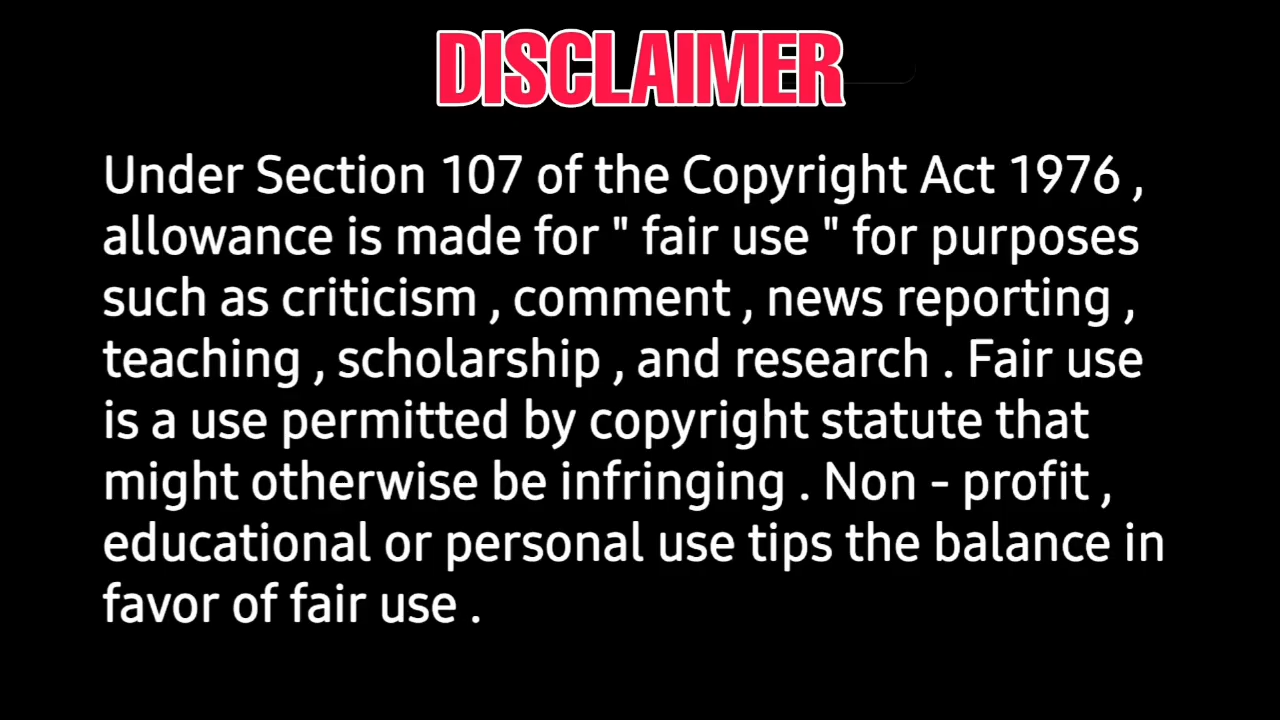 DISCLAIMER
Under Section 107 of the Copyright Act 1976 ,
allowance is made for " fair use " for purposes
such as criticism , comment , news reporting ,
teaching , scholarship , and research . Fair use
is a use permitted by copyright statute that
might otherwise be infringing . Non - profit ,
educational or personal use tips the balance in
favor of fair use .